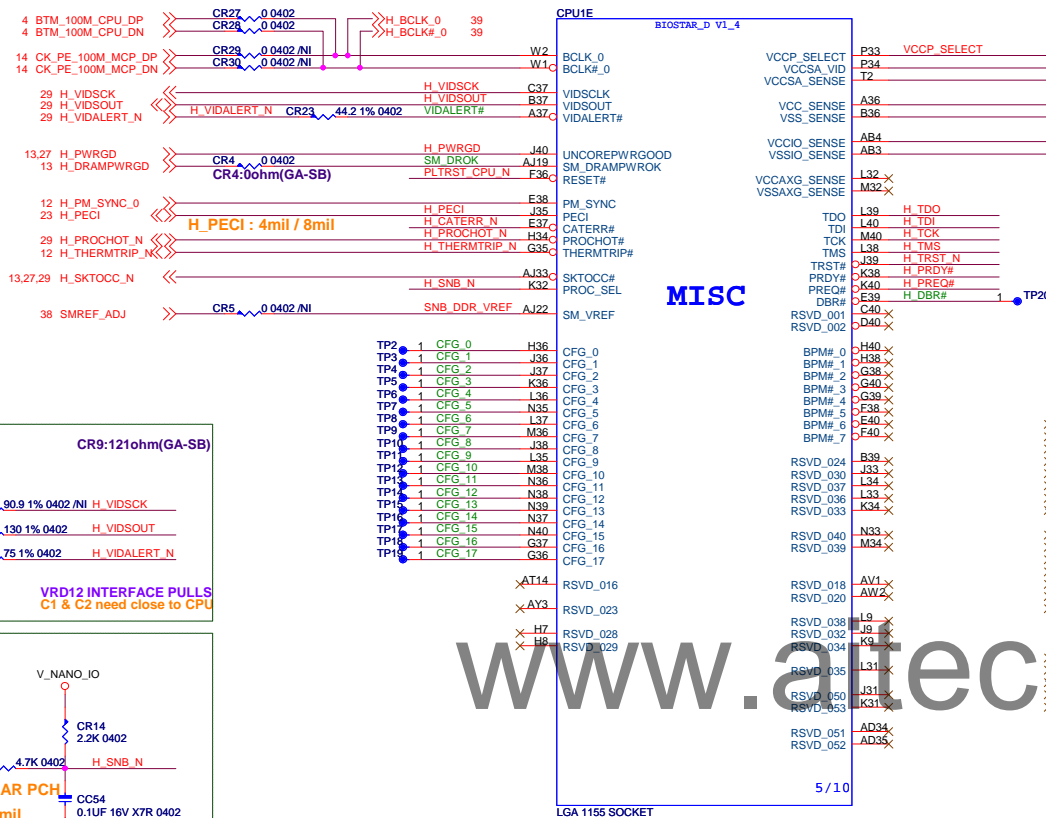 CPU1E
BIOSTAR_D V1_4
4 BTM_100M_CPU_DP CR27 0 0402 H_BCLK_0 39
4 BTM_100M_CPU_DN CR28 0 0402 H_BCLK#_0 39
14 CK_PE_100M_MCP_DP CR29 0 0402 /NI W2 BCLK_0
14 CK_PE_100M_MCP_DN CR30 0 0402 /NI W1 BCLK#_0
29 H_VIDSCK H_VIDSCK C37 VIDSCLK
29 H_VIDSOUT H_VIDSOUT B37 VIDSOUT
29 H_VIDALERT_N H_VIDALERT_N CR23 44.2 1% 0402 VIDALERT# A37 VIDALERT#
13,27 H_PWRGD H_PWRGD J40 UNCOREPWRGOOD
13 H_DRAMPWRGD CR4 0 0402 SM_DROK AJ19 SM_DRAMPWROK
CR4:0ohm(GA-SB) PLTRST_CPU_N F36 RESET#
12 H_PM_SYNC_0 E38 PM_SYNC
23 H_PECI H_PECI J35 PECI
H_PECI : 4mil / 8mil H_CATERR_N E37 CATERR#
29 H_PROCHOT_N H_PROCHOT_N H34 PROCHOT#
12 H_THERMTRIP_N H_THERMTRIP_N G35 THERMTRIP#
13,27,29 H_SKTOCC_N AJ33 SKTOCC#
H_SNB_N K32 PROC_SEL
38 SMREF_ADJ CR5 0 0402 /NI SNB_DDR_VREF AJ22 SM_VREF
TP2 1 CFG_0 H36 CFG_0
TP3 1 CFG_1 J36 CFG_1
TP4 1 CFG_2 J37 CFG_2
TP5 1 CFG_3 K36 CFG_3
TP6 1 CFG_4 L36 CFG_4
TP7 1 CFG_5 N35 CFG_5
TP8 1 CFG_6 L37 CFG_6
TP9 1 CFG_7 M36 CFG_7
TP10 1 CFG_8 J38 CFG_8
TP11 1 CFG_9 L35 CFG_9
TP12 1 CFG_10 M38 CFG_10
TP13 1 CFG_11 N36 CFG_11
TP14 1 CFG_12 N38 CFG_12
TP15 1 CFG_13 N39 CFG_13
TP16 1 CFG_14 N37 CFG_14
TP17 1 CFG_15 N40 CFG_15
TP18 1 CFG_16 G37 CFG_16
TP19 1 CFG_17 G36 CFG_17
AT14 RSVD_016
AY3 RSVD_023
H7 RSVD_028
H8 RSVD_029
MISC
VCCP_SELECT P33 VCCP_SELECT
VCCSA_VID P34
VCCSA_SENSE T2
VCC_SENSE A36
VSS_SENSE B36
VCCIO_SENSE AB4
VSSIO_SENSE AB3
VCCAXG_SENSE L32
VSSAXG_SENSE M32
TDO L39 H_TDO
TDI L40 H_TDI
TCK M40 H_TCK
TMS L38 H_TMS
TRST# J39 H_TRST_N
PRDY# K38 H_PRDY#
PREQ# K40 H_PREQ#
DBR# E39 H_DBR# 1 TP20
RSVD_001 C40
RSVD_002 D40
BPM#_0 H40
BPM#_1 H38
BPM#_2 G38
BPM#_3 G40
BPM#_4 G39
BPM#_5 F38
BPM#_6 E40
BPM#_7 F40
RSVD_024 B39
RSVD_030 J33
RSVD_037 L34
RSVD_036 L33
RSVD_033 K34
RSVD_040 N33
RSVD_039 M34
RSVD_018 AV1
RSVD_020 AW2
RSVD_038 L9
RSVD_032 J9
RSVD_034 K9
RSVD_035 L31
RSVD_050 J31
RSVD_053 K31
RSVD_051 AD34
RSVD_052 AD35
5/10
LGA 1155 SOCKET
CR9:121ohm(GA-SB)
90.9 1% 0402 /NI H_VIDSCK
130 1% 0402 H_VIDSOUT
75 1% 0402 H_VIDALERT_N
VRD12 INTERFACE PULLS
C1 & C2 need close to CPU
V_NANO_IO
CR14
2.2K 0402
4.7K 0402 H_SNB_N
AR PCH
CC54
0.1UF 16V X7R 0402
mil
www.aitec